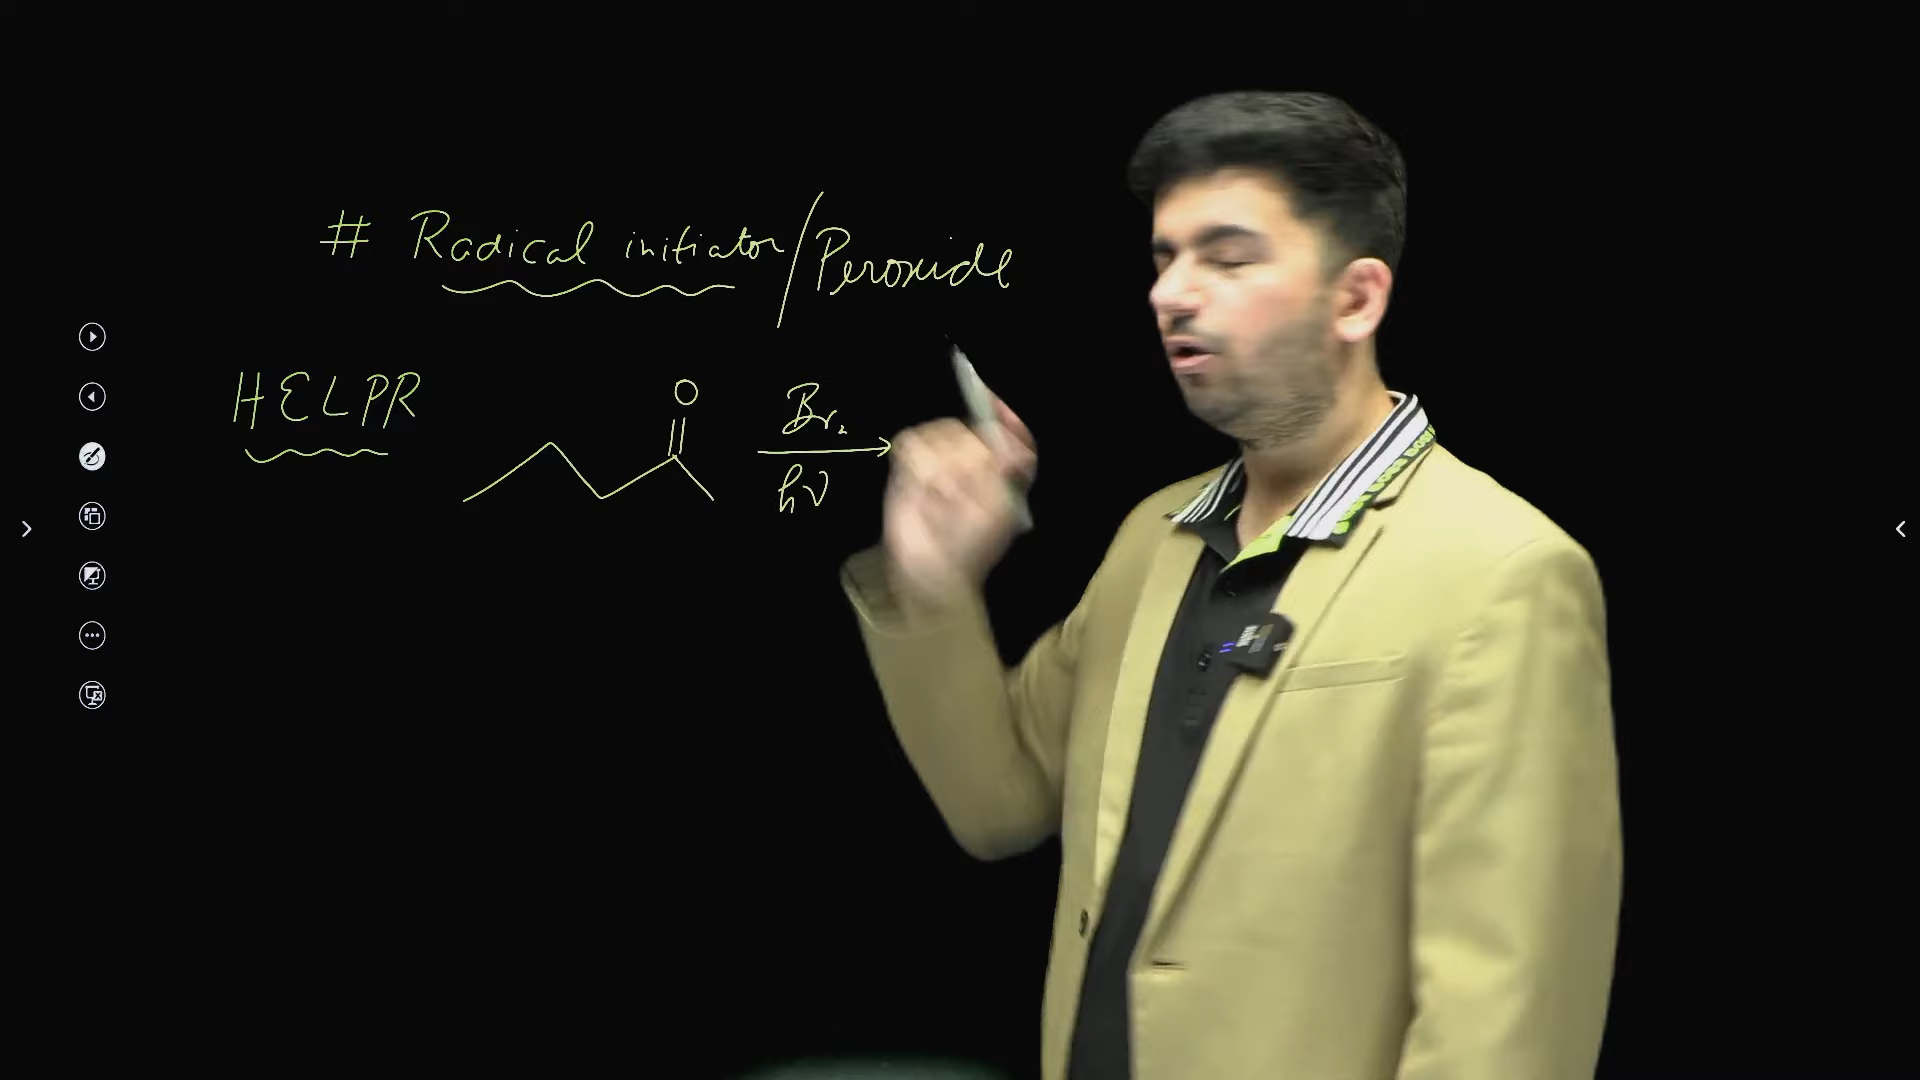 # Radical initiator/Peroxide
HELPR
O
Br₂
hν